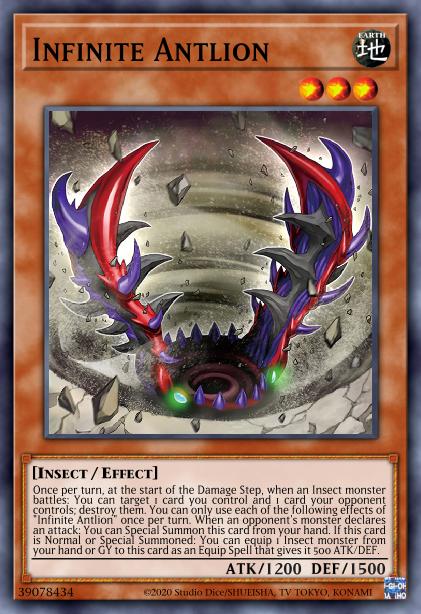 INFINITE ANTLION
EARTH
地
[INSECT / EFFECT]
Once per turn, at the start of the Damage Step, when an Insect monster
battles: You can target 1 card you control and 1 card your opponent
controls; destroy them. You can only use each of the following effects of
"Infinite Antlion" once per turn. When an opponent's monster declares
an attack: You can Special Summon this card from your hand. If this card
is Normal or Special Summoned: You can equip 1 Insect monster from
your hand or GY to this card as an Equip Spell that gives it 500 ATK/DEF.
ATK/1200 DEF/1500
39078434
©2020 Studio Dice/SHUEISHA, TV TOKYO, KONAMI